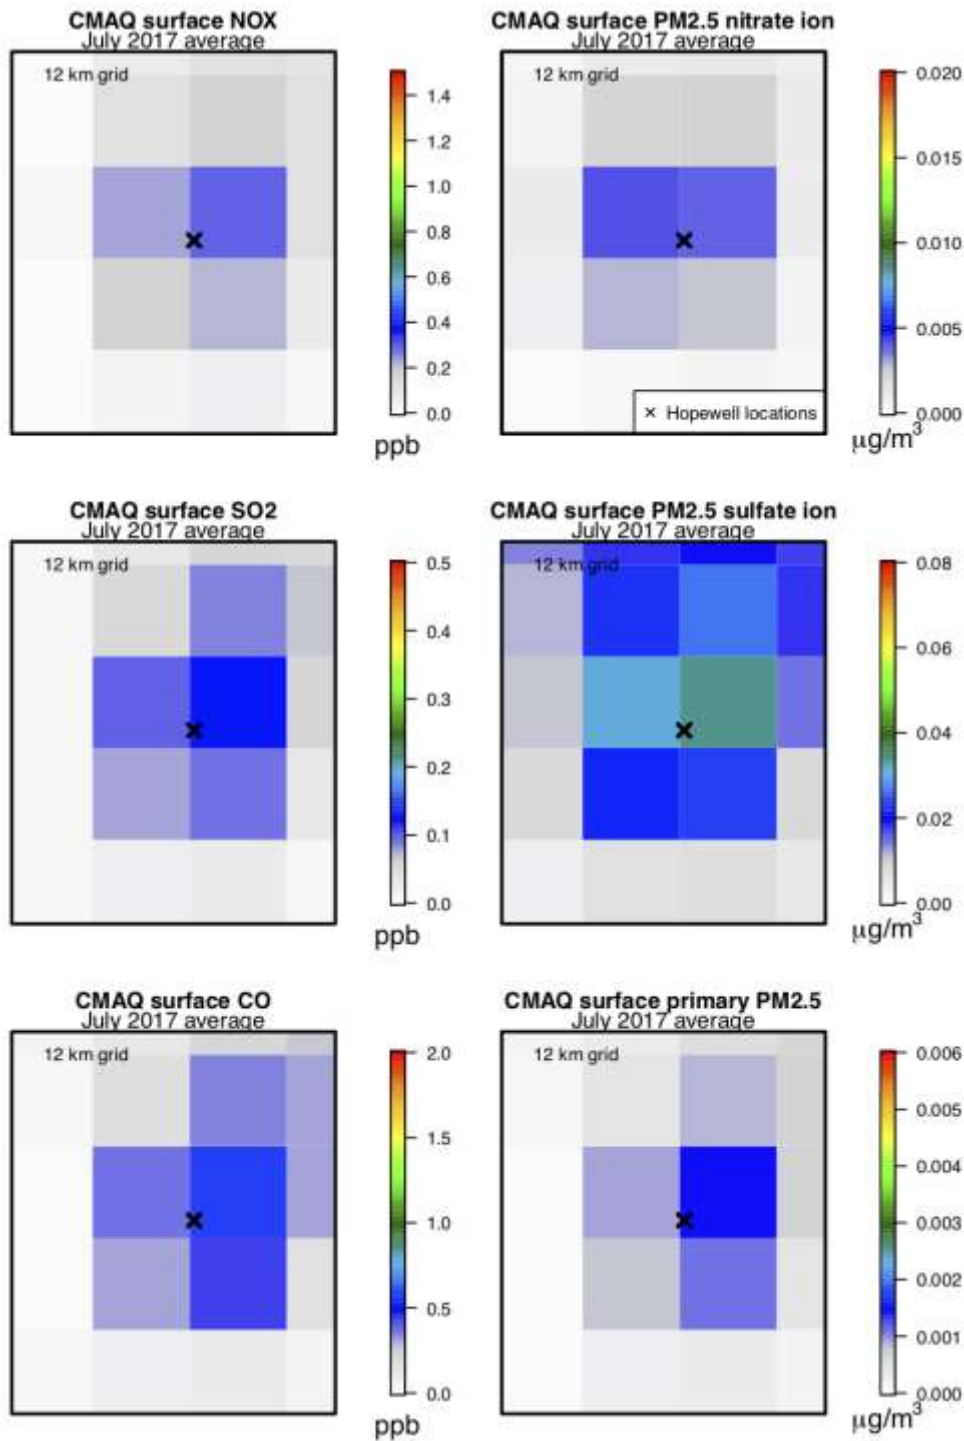 CMAQ surface NOX
July 2017 average
12 km grid
1.4
1.2
1.0
0.8
0.6
0.4
0.2
0.0
ppb
CMAQ surface PM2.5 nitrate ion
July 2017 average
12 km grid
0.020
0.015
0.010
0.005
0.000
μg/m³
× Hopewell locations
CMAQ surface SO2
July 2017 average
12 km grid
0.5
0.4
0.3
0.2
0.1
0.0
ppb
CMAQ surface PM2.5 sulfate ion
July 2017 average
12 km grid
0.08
0.06
0.04
0.02
0.00
μg/m³
CMAQ surface CO
July 2017 average
12 km grid
2.0
1.5
1.0
0.5
0.0
ppb
CMAQ surface primary PM2.5
July 2017 average
12 km grid
0.006
0.005
0.004
0.003
0.002
0.001
0.000
μg/m³